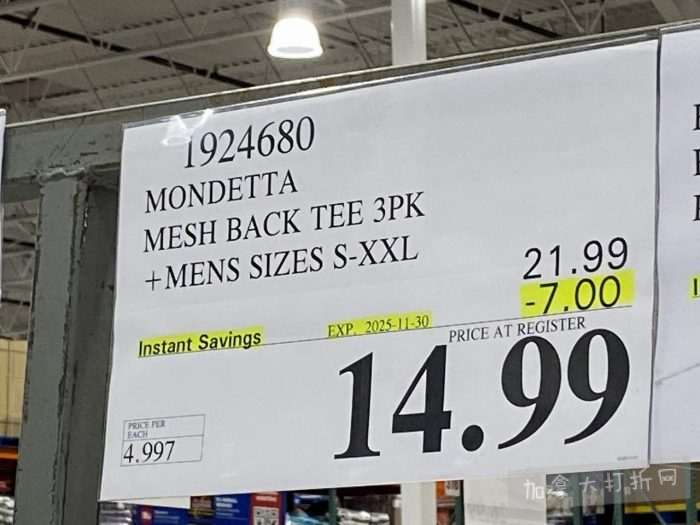 1924680
MONDETTA
MESH BACK TEE 3PK
+MENS SIZES S-XXL
21.99
-7.00
Instant Savings
EXP. 2025-11-30
PRICE AT REGISTER
14.99
PRICE PER
EACH
4.997
加拿大打折网